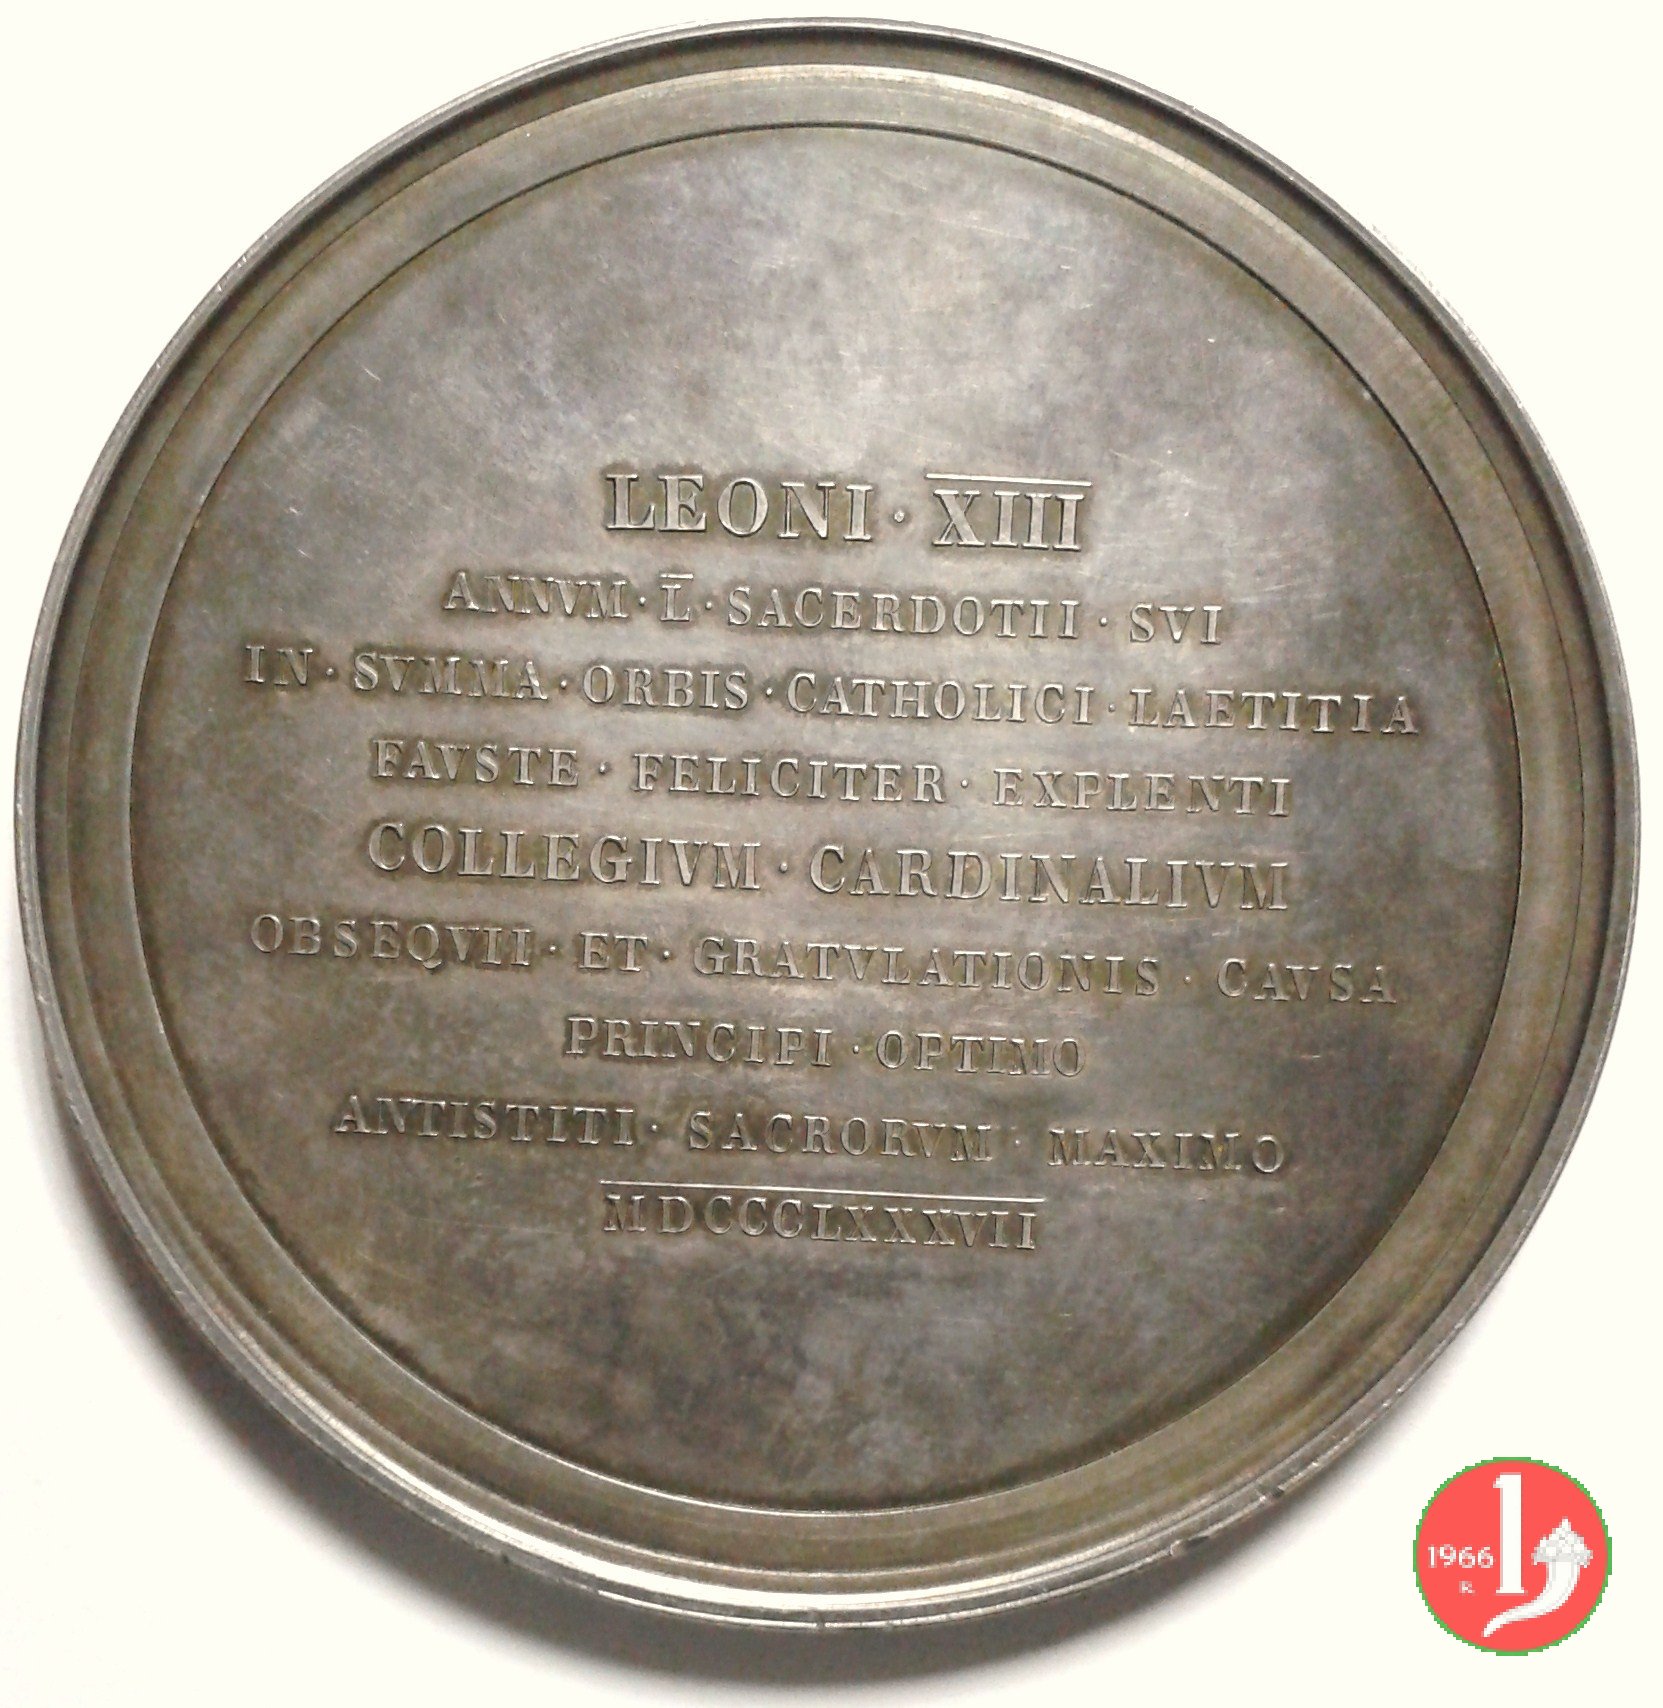 LEONI · XIII
ANNVM · L · SACERDOTII · SVI
IN · SVMMA · ORBIS · CATHOLICI · LAETITIA
FAVSTE · FELICITER · EXPLENTI
COLLEGIVM · CARDINALIVM
OBSEQVII · ET · GRATVLATIONIS · CAVSA
PRINCIPI · OPTIMO
ANTISTITI · SACRORVM · MAXIMO
MDCCCLXXXVII
1966 1
R